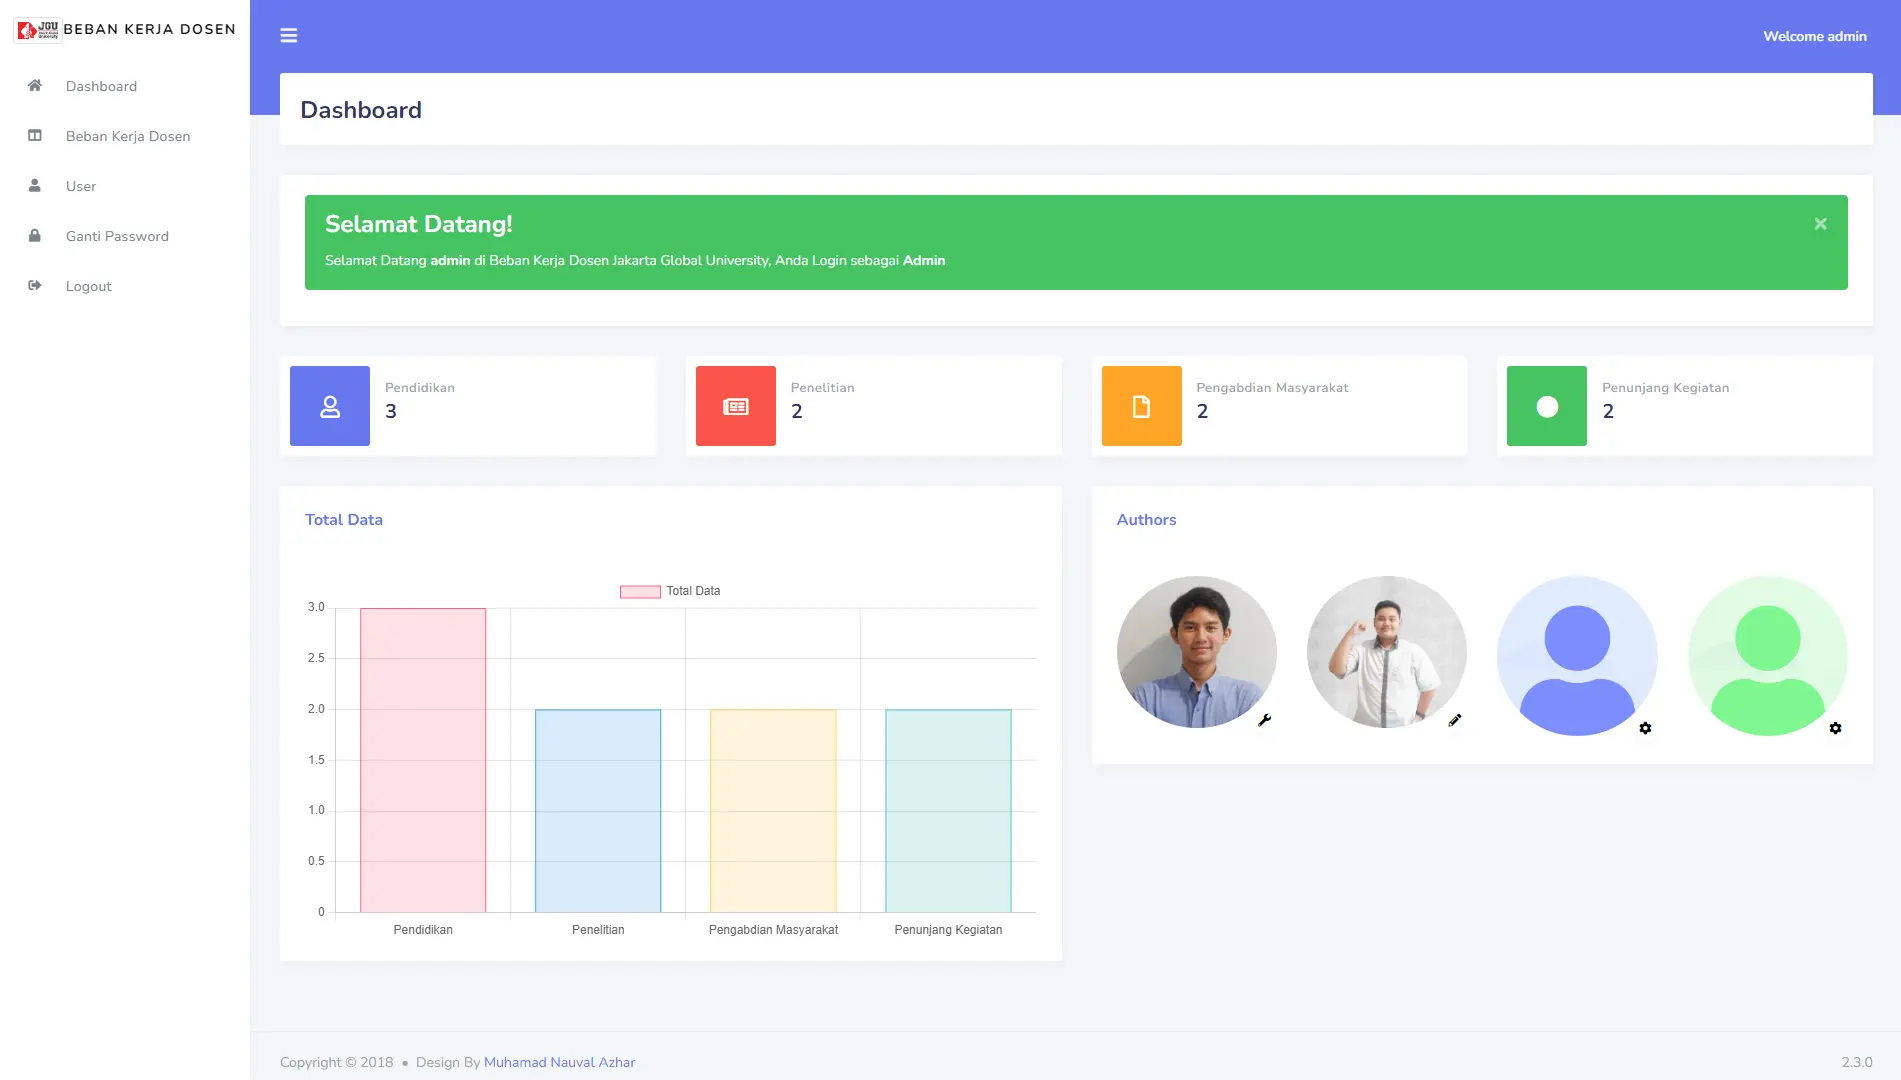 JGU
University
BEBAN KERJA DOSEN
Welcome admin
Dashboard
Beban Kerja Dosen
User
Ganti Password
Logout
Dashboard
Selamat Datang!
×
Selamat Datang admin di Beban Kerja Dosen Jakarta Global University, Anda Login sebagai Admin
Pendidikan
3
Penelitian
2
Pengabdian Masyarakat
2
Penunjang Kegiatan
2
Total Data
Total Data
3.0
2.5
2.0
1.5
1.0
0.5
0
Pendidikan
Penelitian
Pengabdian Masyarakat
Penunjang Kegiatan
Authors
Copyright © 2018 • Design By Muhamad Nauval Azhar
2.3.0